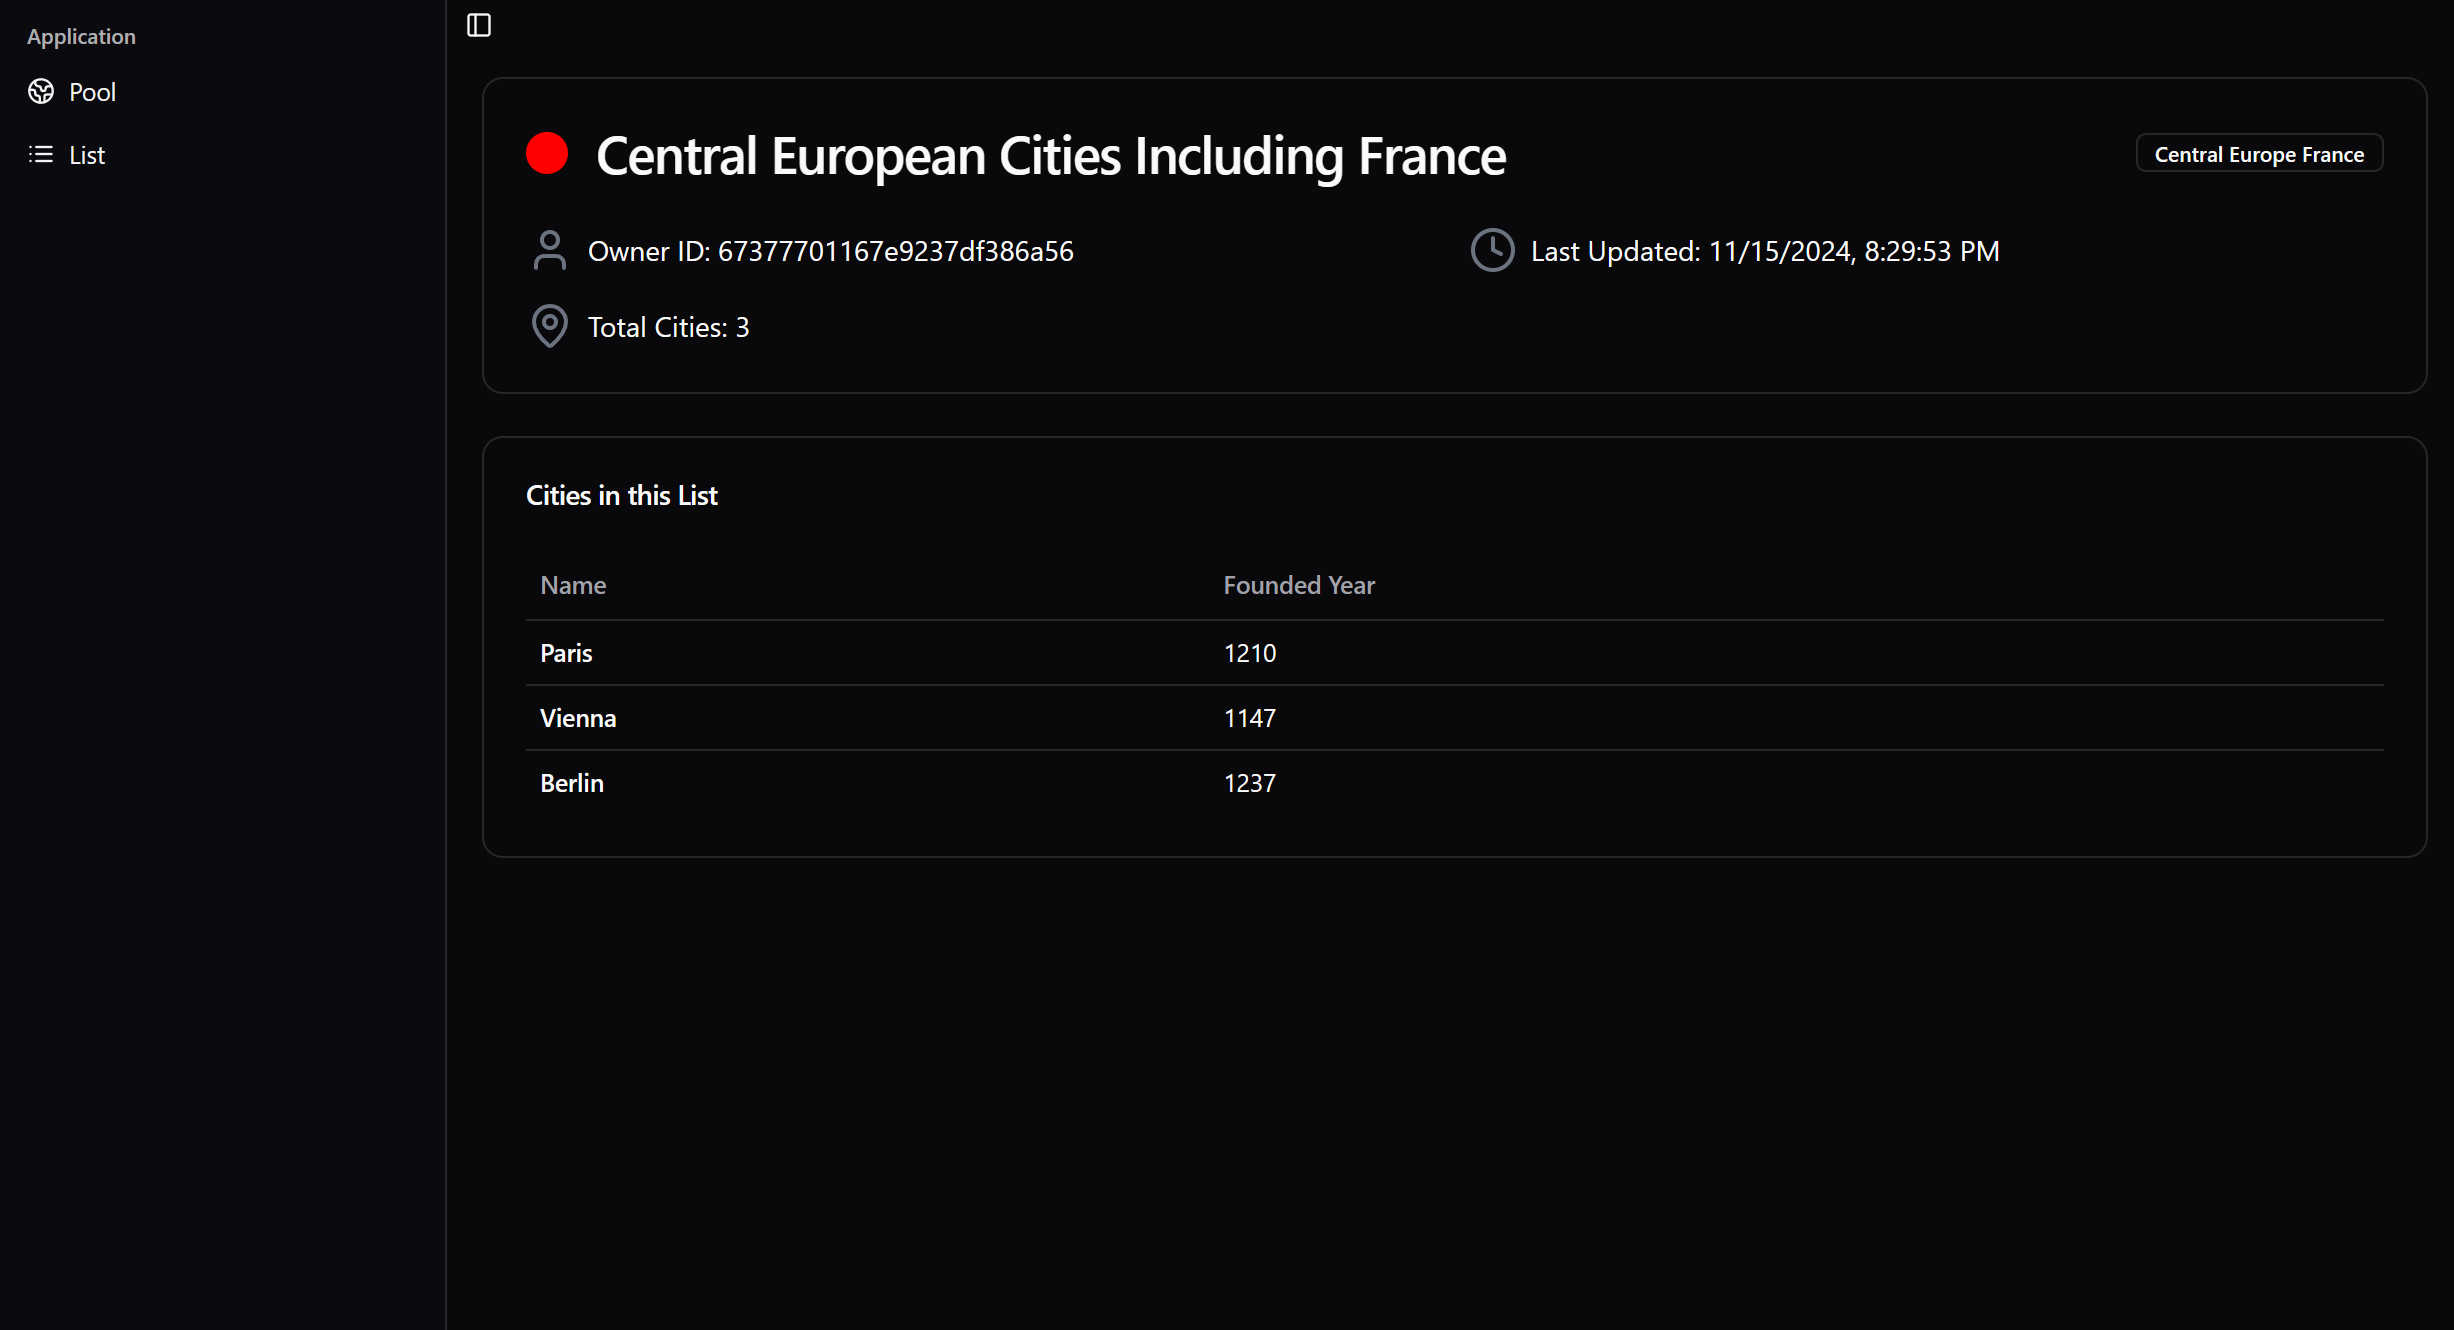 Application
Pool
List
Central European Cities Including France
Central Europe France
Owner ID: 67377701167e9237df386a56
Last Updated: 11/15/2024, 8:29:53 PM
Total Cities: 3
Cities in this List
Name Founded Year
Paris 1210
Vienna 1147
Berlin 1237